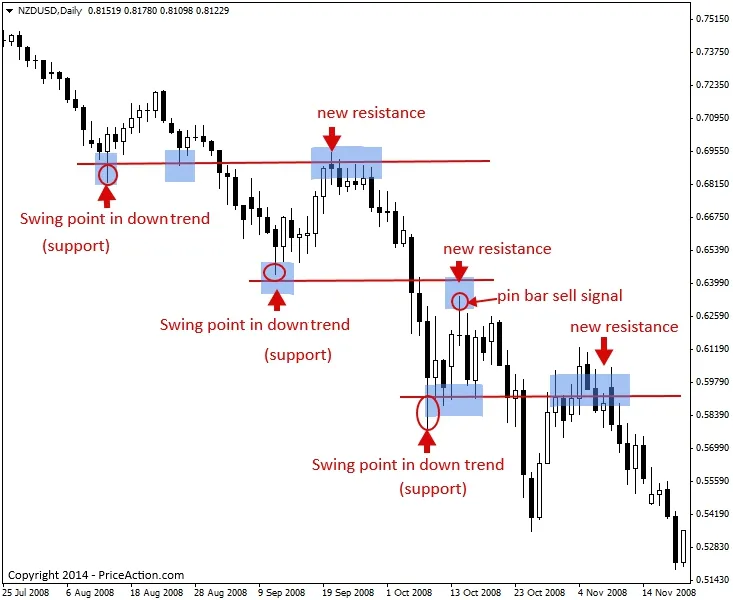 NZDUSD,Daily 0.81519 0.81780 0.81098 0.81229
0.75150
0.73750
0.72350
0.70950
0.69550
0.68150
0.66750
0.65390
0.63990
0.62590
0.61190
0.59790
0.58390
0.56990
0.55590
0.54190
0.52830
0.51430
new resistance
Swing point in down trend
(support)
new resistance
pin bar sell signal
Swing point in down trend
(support)
new resistance
Swing point in down trend
(support)
Copyright 2014 - PriceAction.com
25 Jul 2008 6 Aug 2008 18 Aug 2008 28 Aug 2008 9 Sep 2008 19 Sep 2008 1 Oct 2008 13 Oct 2008 23 Oct 2008 4 Nov 2008 14 Nov 2008